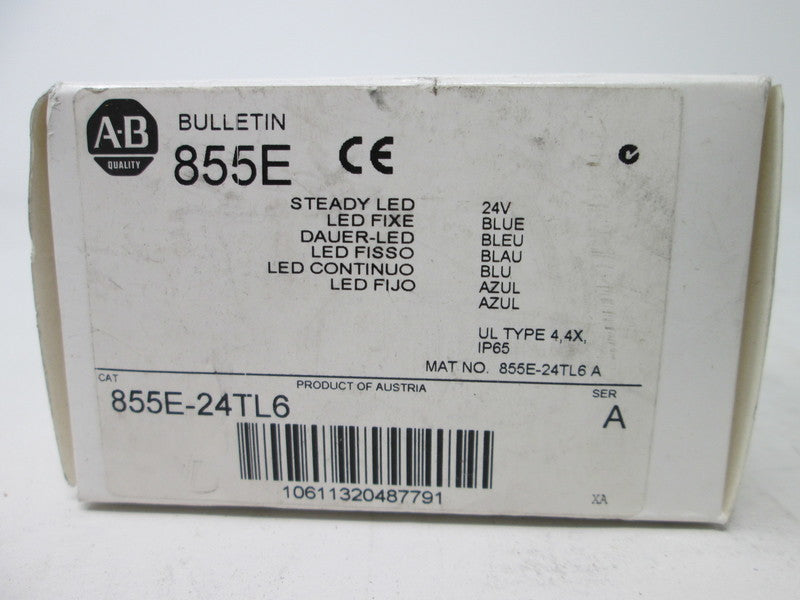 A-B
QUALITY
BULLETIN
855E
CE
STEADY LED 24V
LED FIXE BLUE
DAUER-LED BLEU
LED FISSO BLAU
LED CONTINUO BLU
LED FIJO AZUL
AZUL
UL TYPE 4,4X,
IP65
MAT NO. 855E-24TL6 A
CAT
PRODUCT OF AUSTRIA
SER
855E-24TL6
A
10611320487791
XA